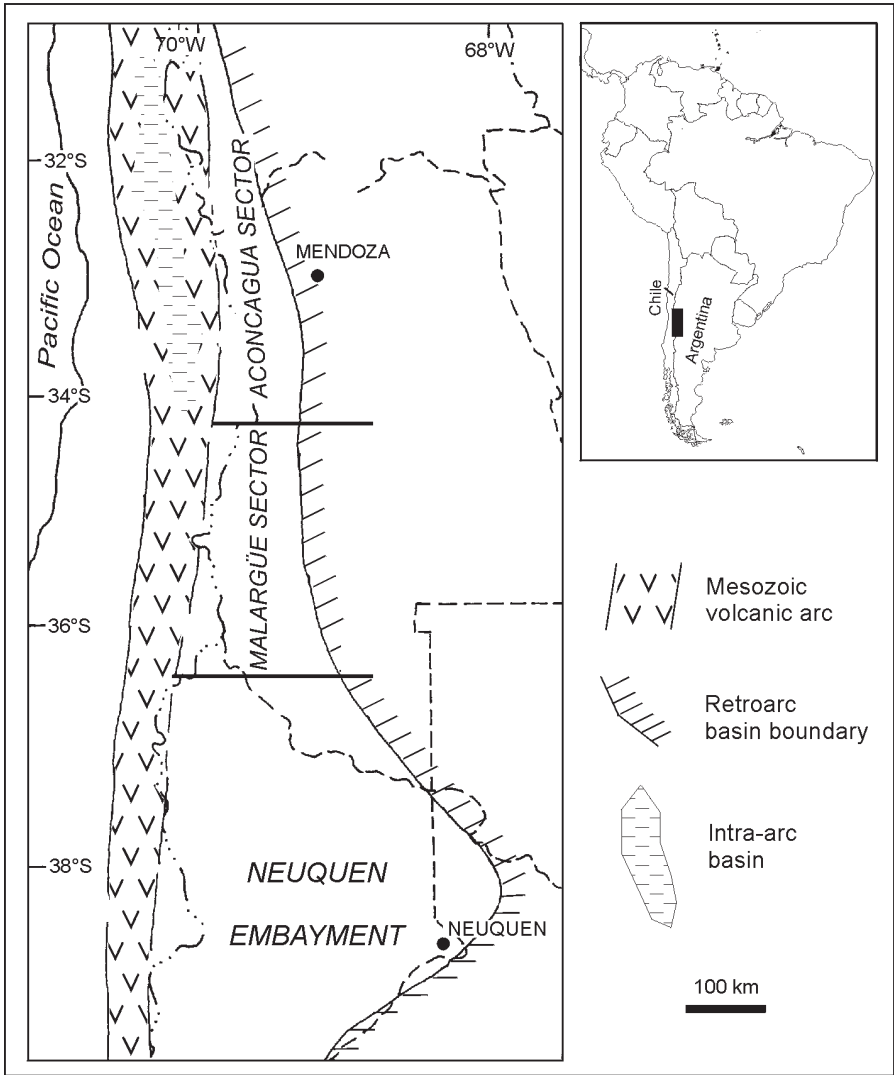 70°W
68°W
32°S
34°S
36°S
38°S
Pacific Ocean
ACONCAGUA SECTOR
MENDOZA
MALARGÜE SECTOR
NEUQUEN
EMBAYMENT
NEUQUEN
Chile
Argentina
Mesozoic
volcanic arc
Retroarc
basin boundary
Intra-arc
basin
100 km